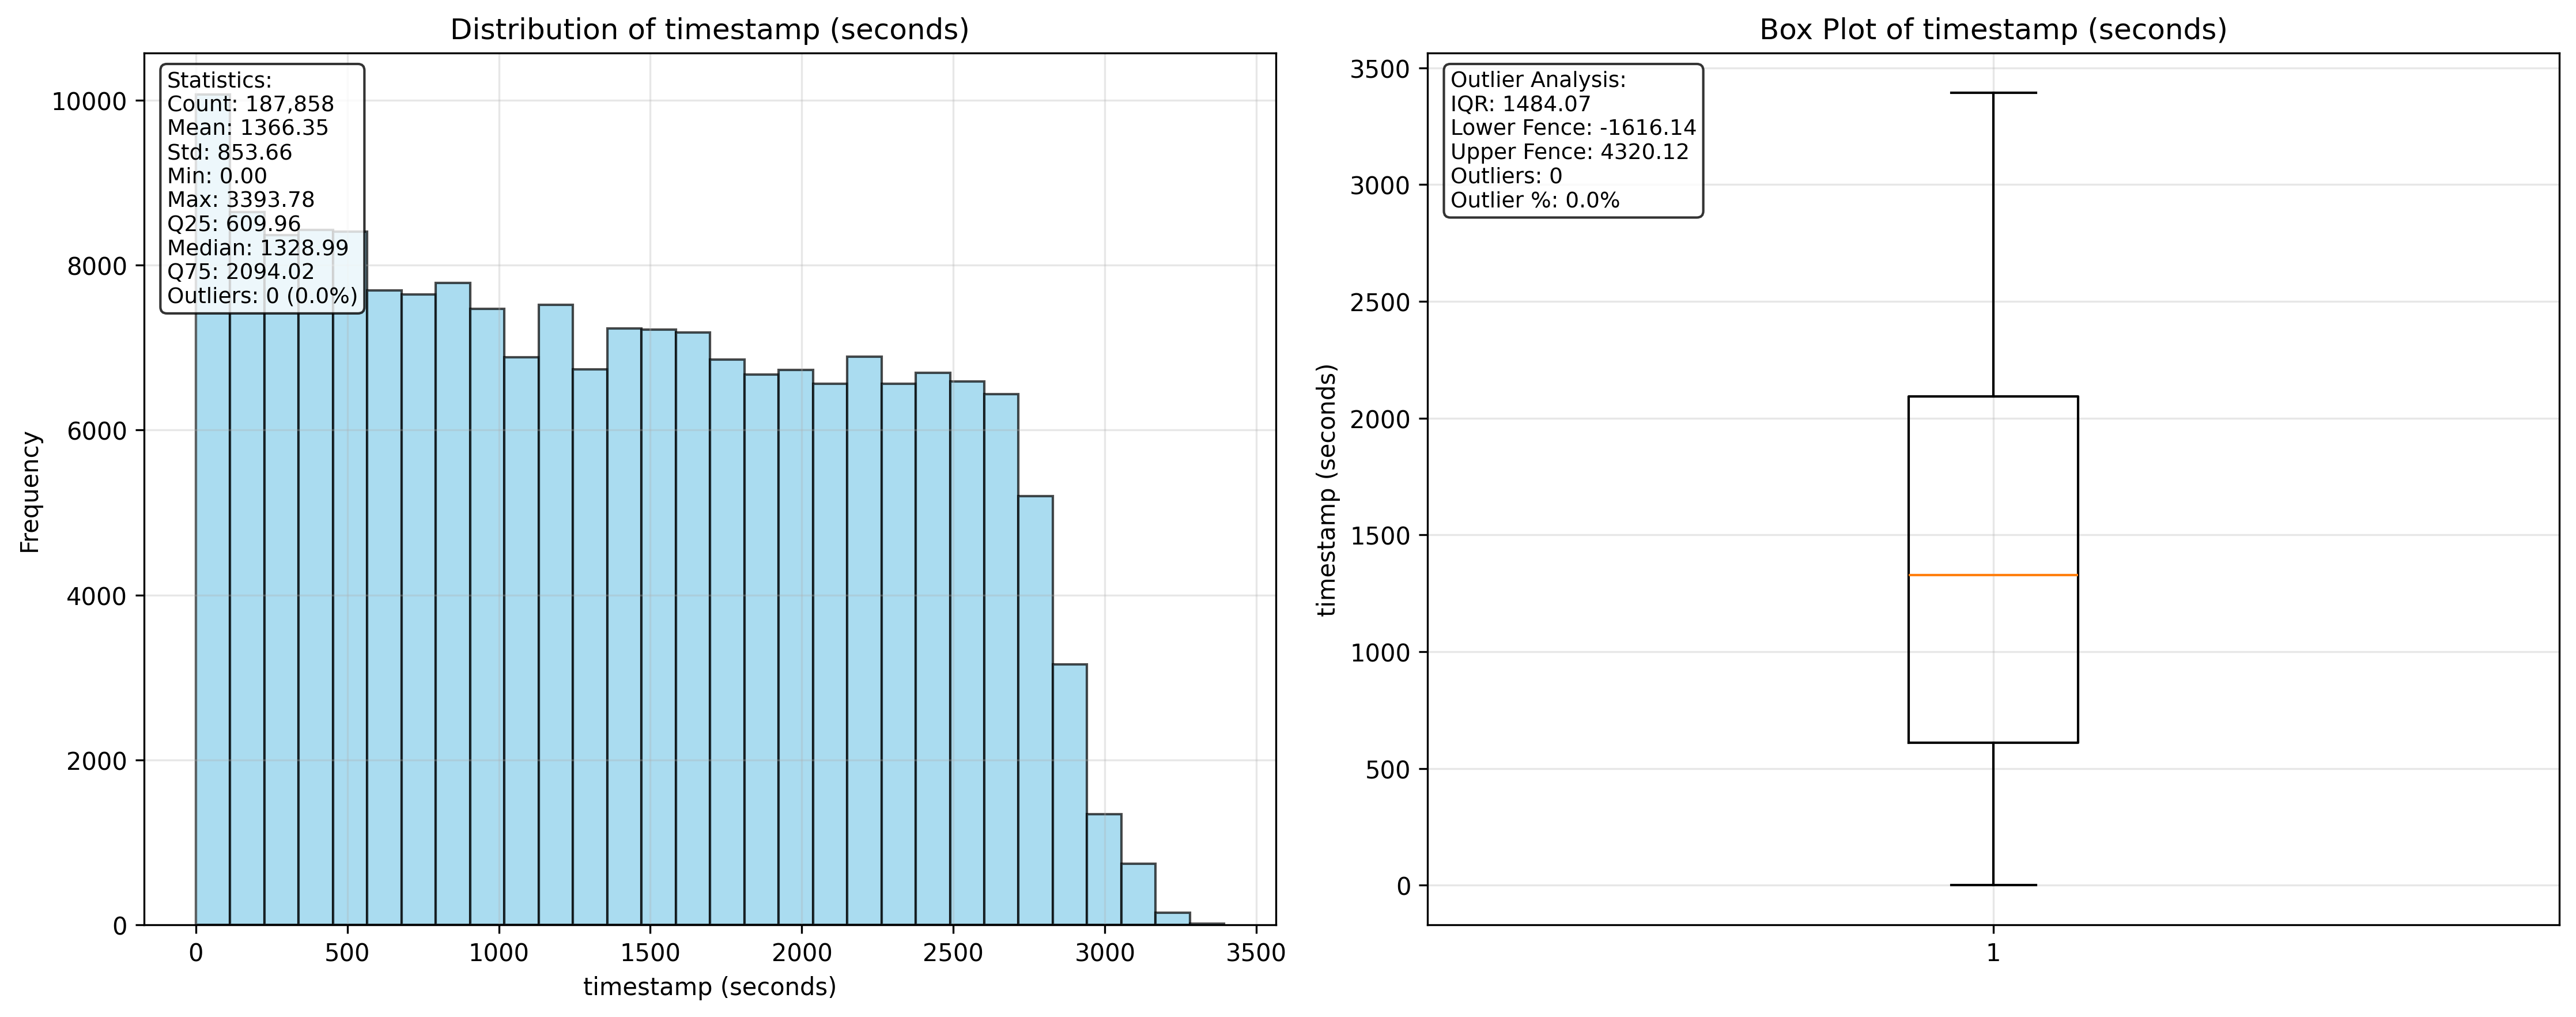 Distribution of timestamp (seconds)
Statistics:
Count: 187,858
Mean: 1366.35
Std: 853.66
Min: 0.00
Max: 3393.78
Q25: 609.96
Median: 1328.99
Q75: 2094.02
Outliers: 0 (0.0%)
10000
8000
6000
4000
2000
0
Frequency
0 500 1000 1500 2000 2500 3000 3500
timestamp (seconds)
Box Plot of timestamp (seconds)
Outlier Analysis:
IQR: 1484.07
Lower Fence: -1616.14
Upper Fence: 4320.12
Outliers: 0
Outlier %: 0.0%
3500
3000
2500
2000
1500
1000
500
0
timestamp (seconds)
1